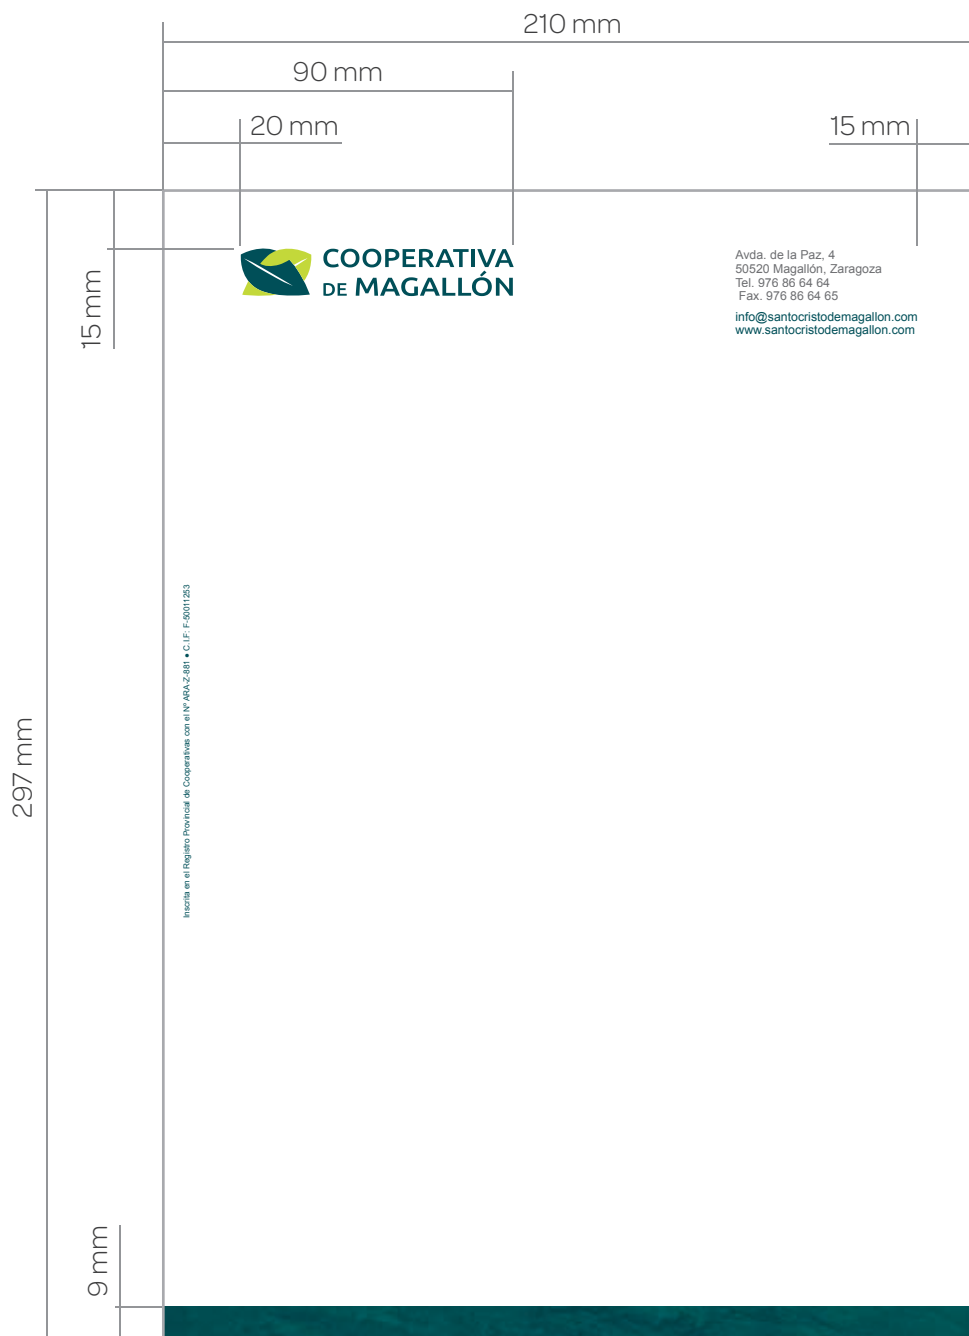 210 mm
90 mm
20 mm
15 mm
15 mm
COOPERATIVA
DE MAGALLÓN
Avda. de la Paz, 4
50520 Magallón, Zaragoza
Tel. 976 86 64 64
Fax. 976 86 64 65
info@santocristodemagallon.com
www.santocristodemagallon.com
Inscrita en el Registro Provincial de Cooperativas con el Nº ARA-Z-881 • C.I.F: F-50011253
297 mm
9 mm